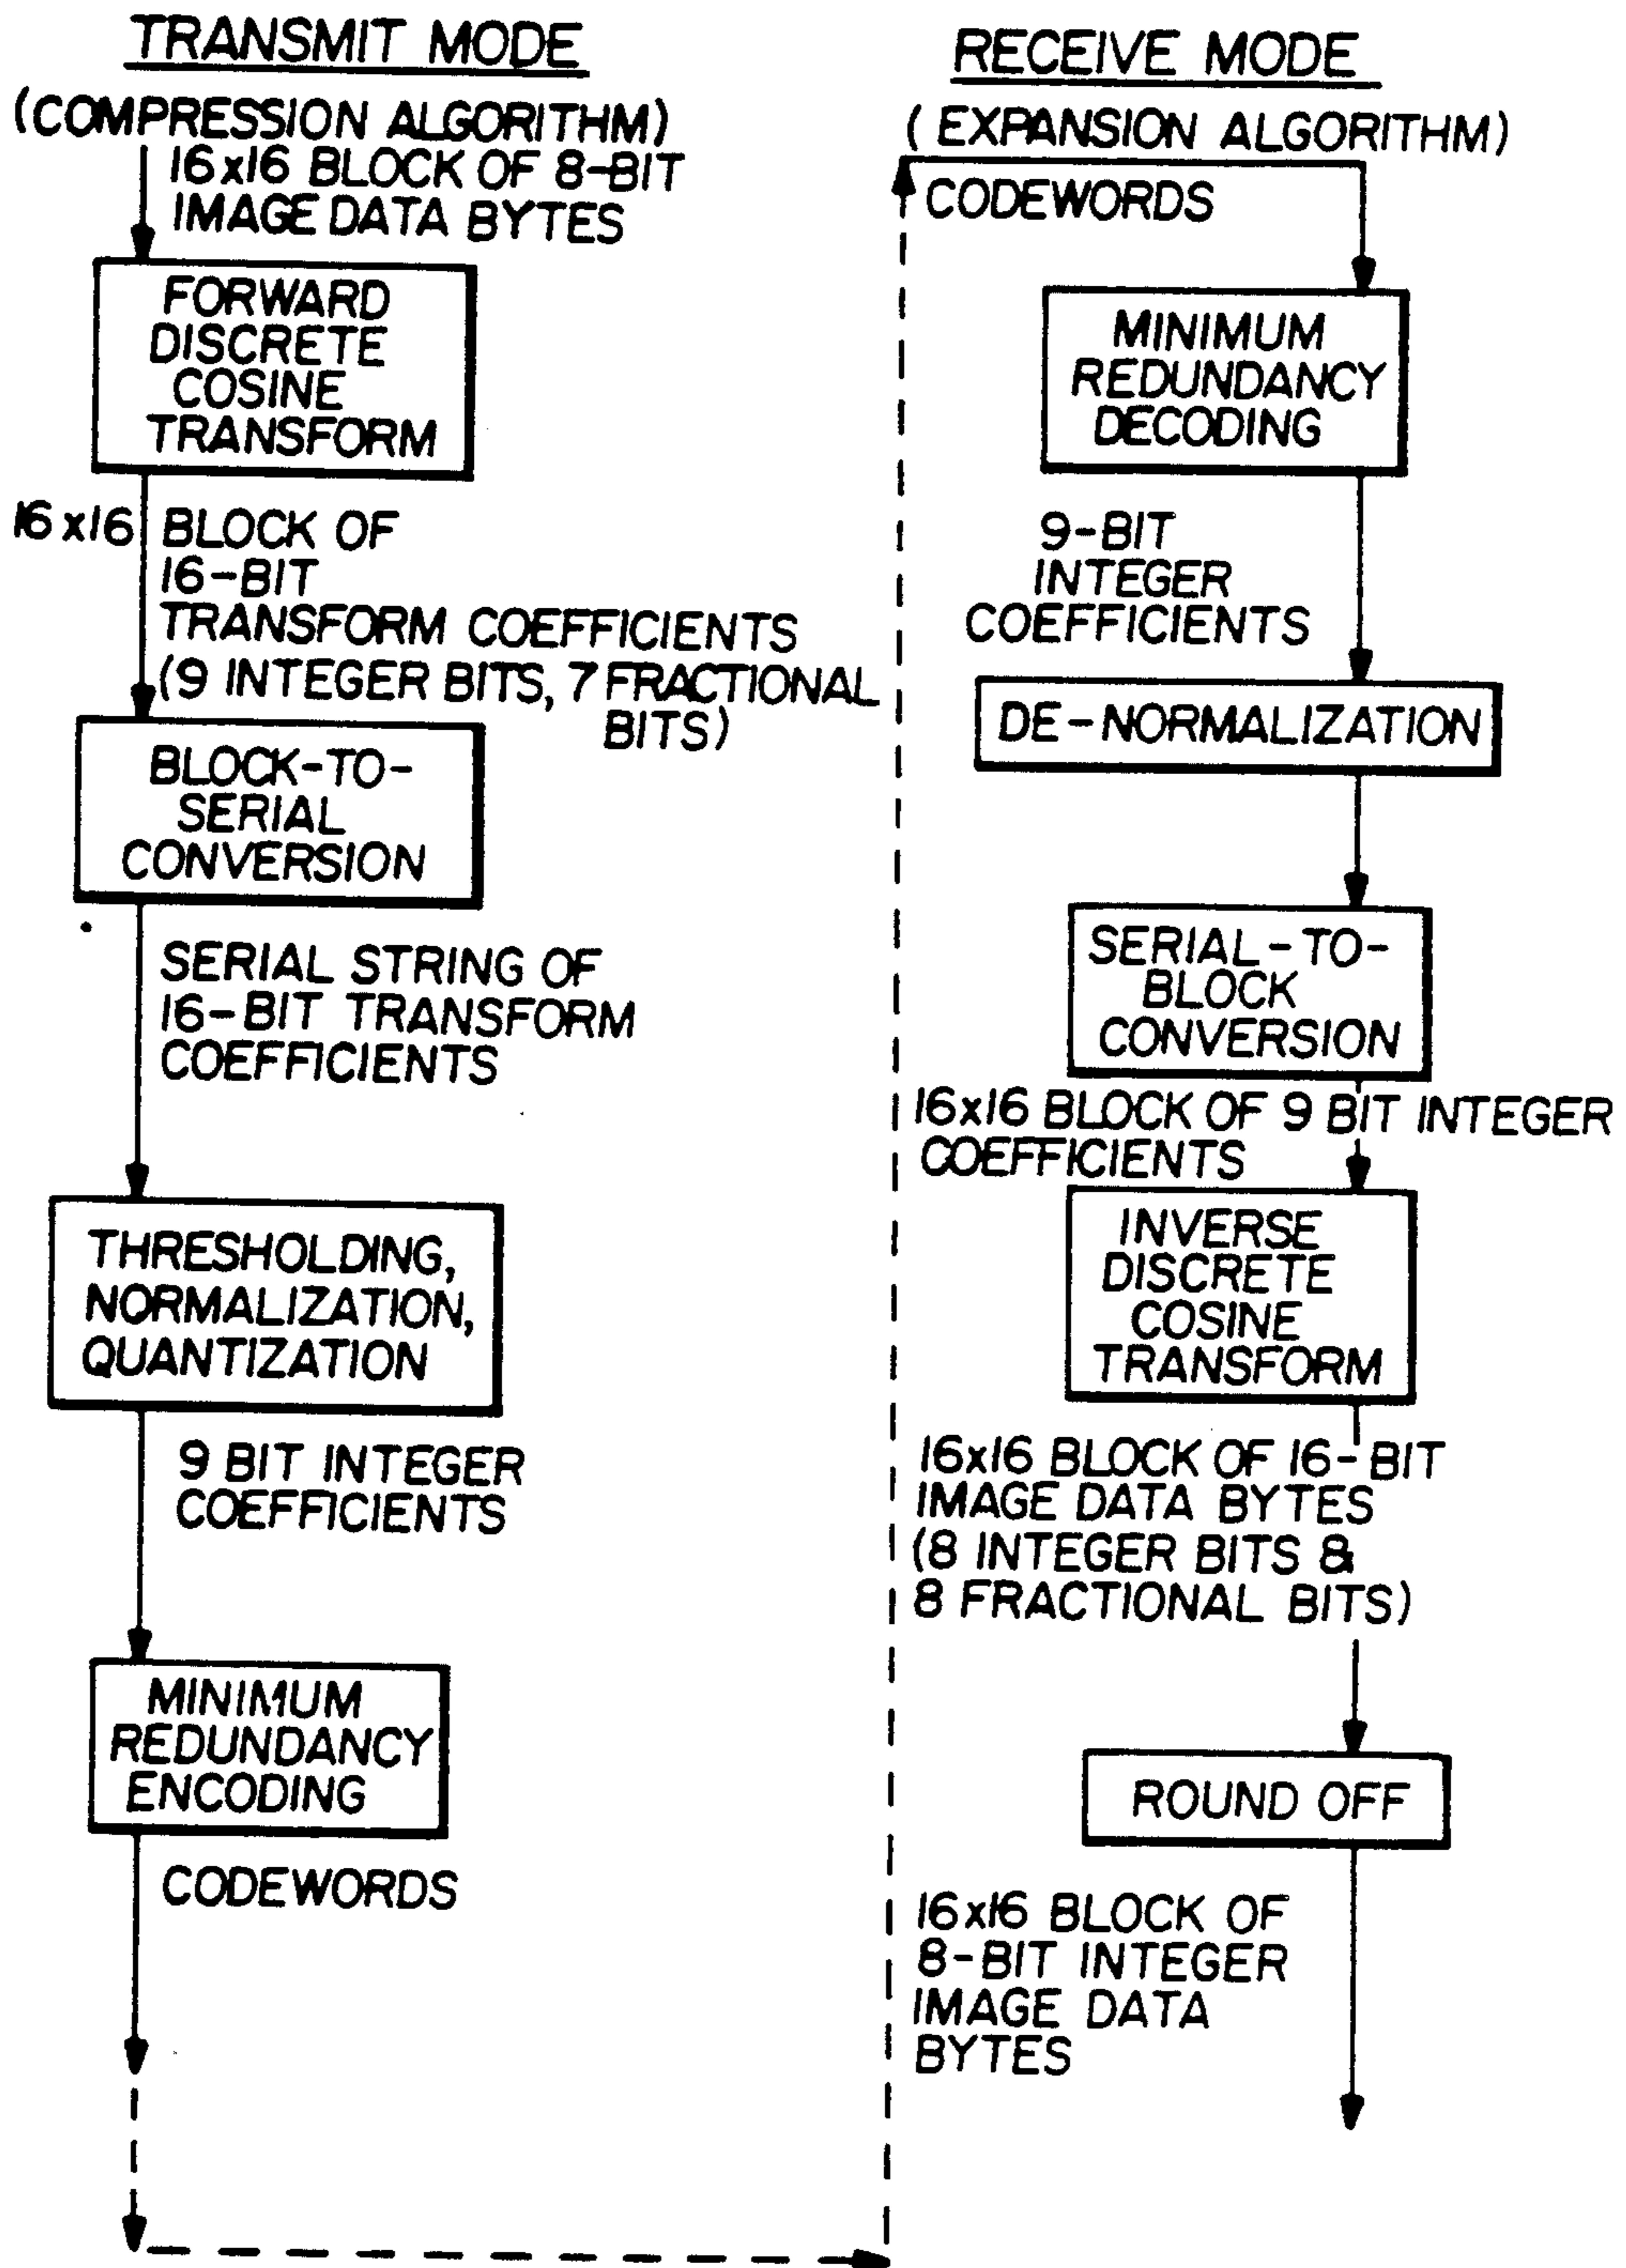 TRANSMIT MODE
(COMPRESSION ALGORITHM)
16x16 BLOCK OF 8-BIT
IMAGE DATA BYTES
FORWARD
DISCRETE
COSINE
TRANSFORM
16x16 BLOCK OF
16-BIT
TRANSFORM COEFFICIENTS
(9 INTEGER BITS, 7 FRACTIONAL
BITS)
BLOCK-TO-
SERIAL
CONVERSION
SERIAL STRING OF
16-BIT TRANSFORM
COEFFICIENTS
THRESHOLDING,
NORMALIZATION,
QUANTIZATION
9 BIT INTEGER
COEFFICIENTS
MINIMUM
REDUNDANCY
ENCODING
CODEWORDS
RECEIVE MODE
(EXPANSION ALGORITHM)
CODEWORDS
MINIMUM
REDUNDANCY
DECODING
9-BIT
INTEGER
COEFFICIENTS
DE-NORMALIZATION
SERIAL-TO-
BLOCK
CONVERSION
16x16 BLOCK OF 9 BIT INTEGER
COEFFICIENTS
INVERSE
DISCRETE
COSINE
TRANSFORM
16x16 BLOCK OF 16-BIT
IMAGE DATA BYTES
(8 INTEGER BITS &
8 FRACTIONAL BITS)
ROUND OFF
16x16 BLOCK OF
8-BIT INTEGER
IMAGE DATA
BYTES